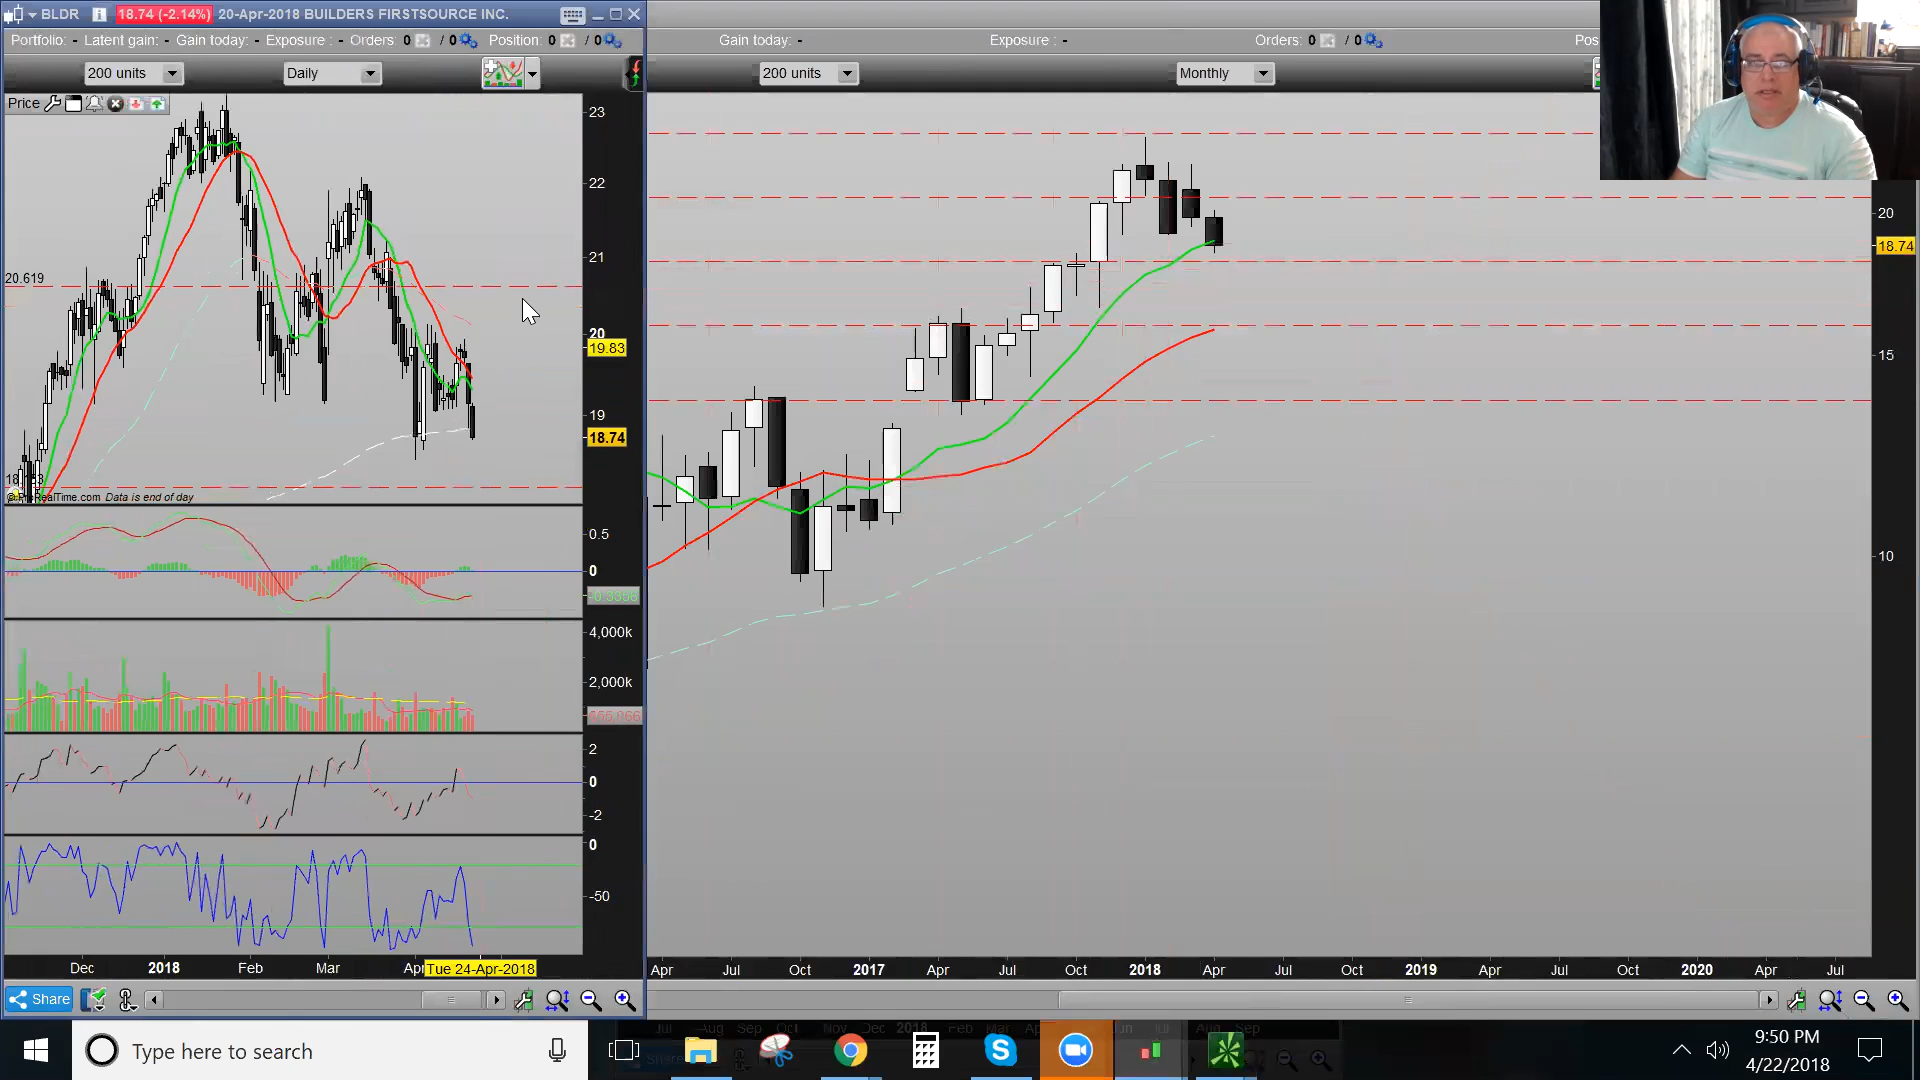 BLDR 18.74 (-2.14%) 20-Apr-2018 BUILDERS FIRSTSOURCE INC.
Portfolio: - Latent gain: - Gain today: - Exposure : - Orders: 0 / 0 Position: 0 / 0
Gain today: - Exposure : - Orders: 0 / 0 Pos
200 units Daily
200 units Monthly
Price
23
22
21
20.619
20
19.83
19
18.74
© ProRealTime.com Data is end of day
0.5
0
4,000k
2,000k
2
0
-2
0
-50
Dec 2018 Feb Mar Apr Tue 24-Apr-2018
20
18.74
15
10
Apr Jul Oct 2017 Apr Jul Oct 2018 Apr Jul Oct 2019 Apr Jul Oct 2020 Apr Jul
Share
Type here to search
9:50 PM
4/22/2018